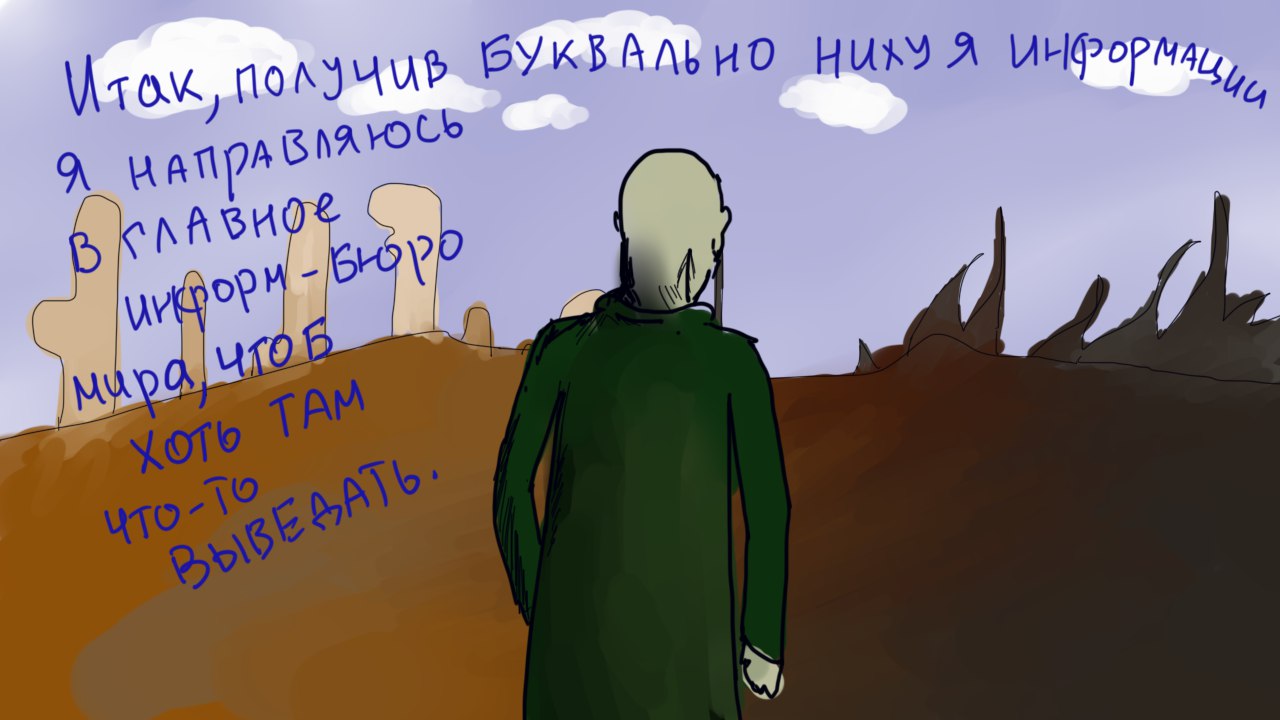 Итак, получив БУКВАЛЬНО НИХУЯ ИНФОРМАЦИИ
Я НАПРАВЛЯЮСЬ
В ГЛАВНОЕ
ИНФОРМ-БЮРО
МИРА, ЧТОБ
ХОТЬ ТАМ
ЧТО-ТО
ВЫВЕДАТЬ.